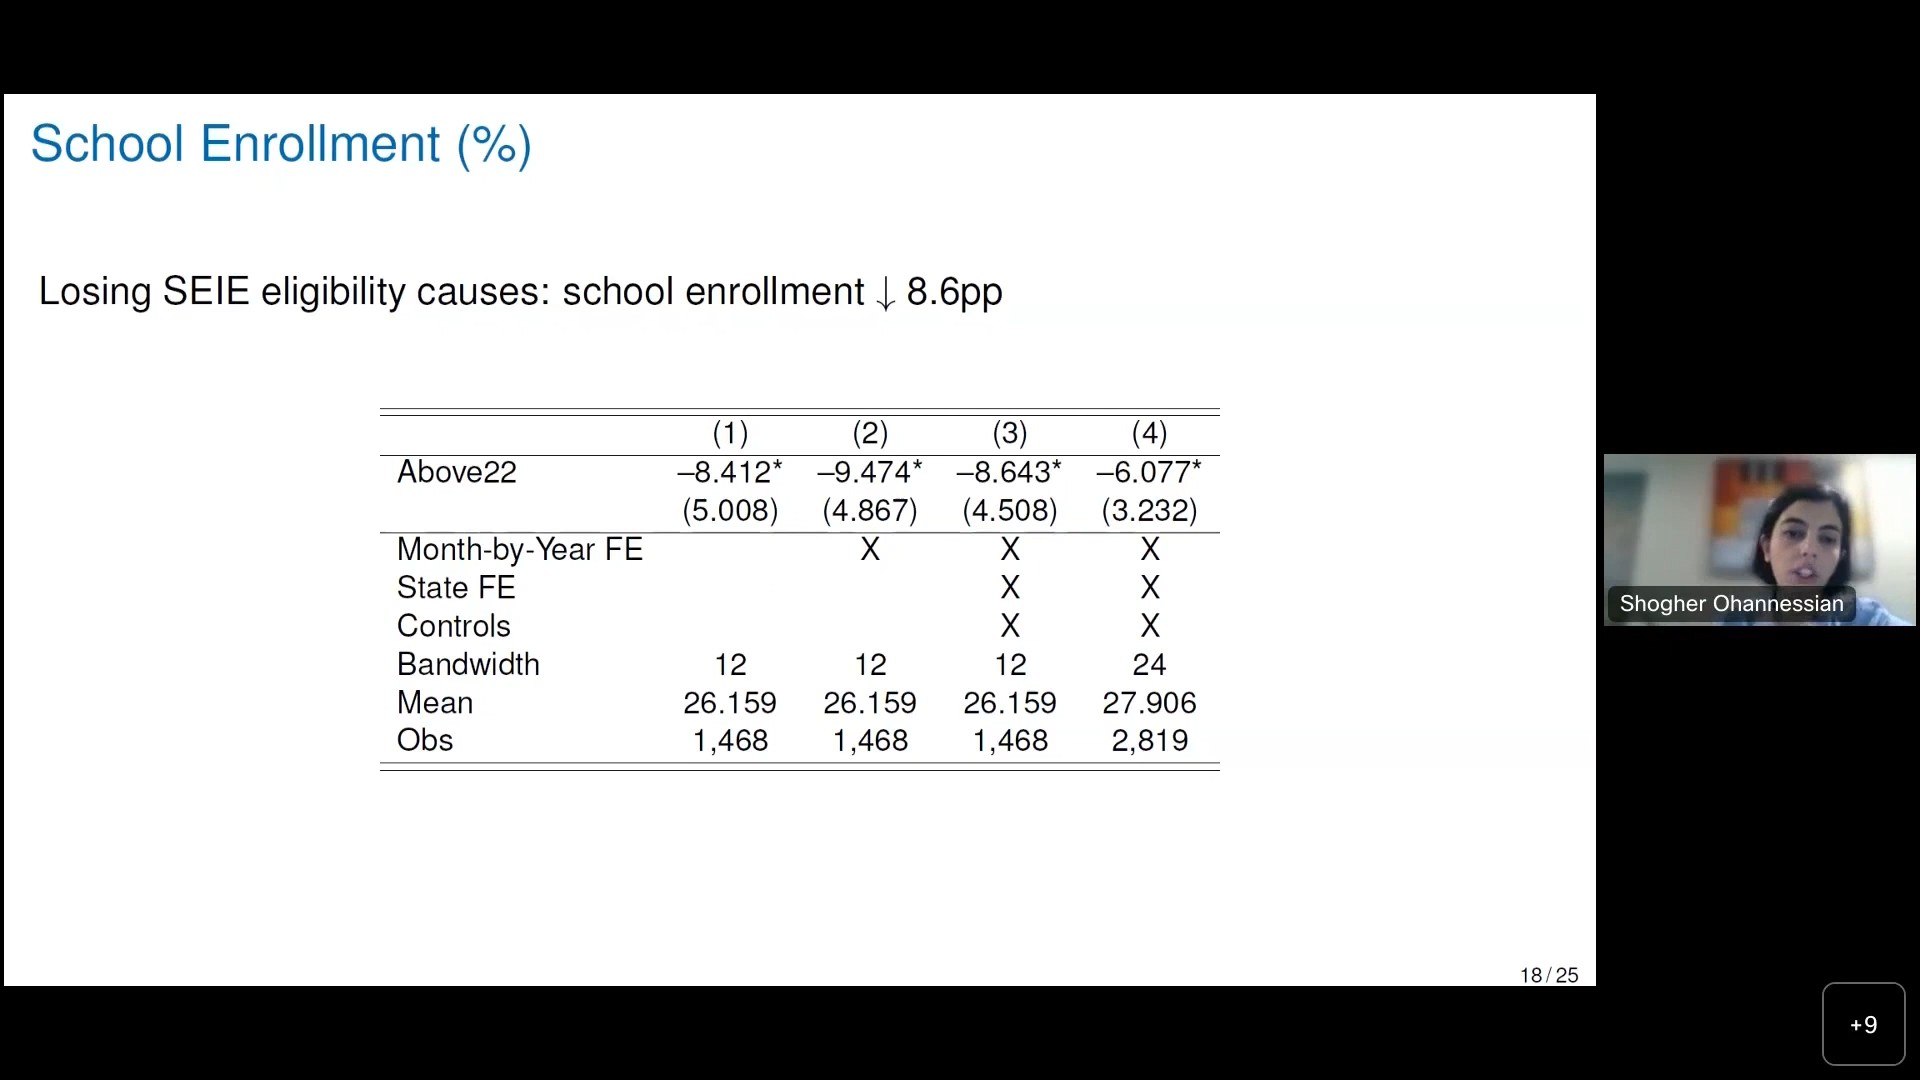 School Enrollment (%)
Losing SEIE eligibility causes: school enrollment ↓ 8.6pp
(1) (2) (3) (4)
Above22 –8.412* –9.474* –8.643* –6.077*
(5.008) (4.867) (4.508) (3.232)
Month-by-Year FE X X X
State FE X X
Controls X X
Bandwidth 12 12 12 24
Mean 26.159 26.159 26.159 27.906
Obs 1,468 1,468 1,468 2,819
18 / 25
Shogher Ohannessian
+9